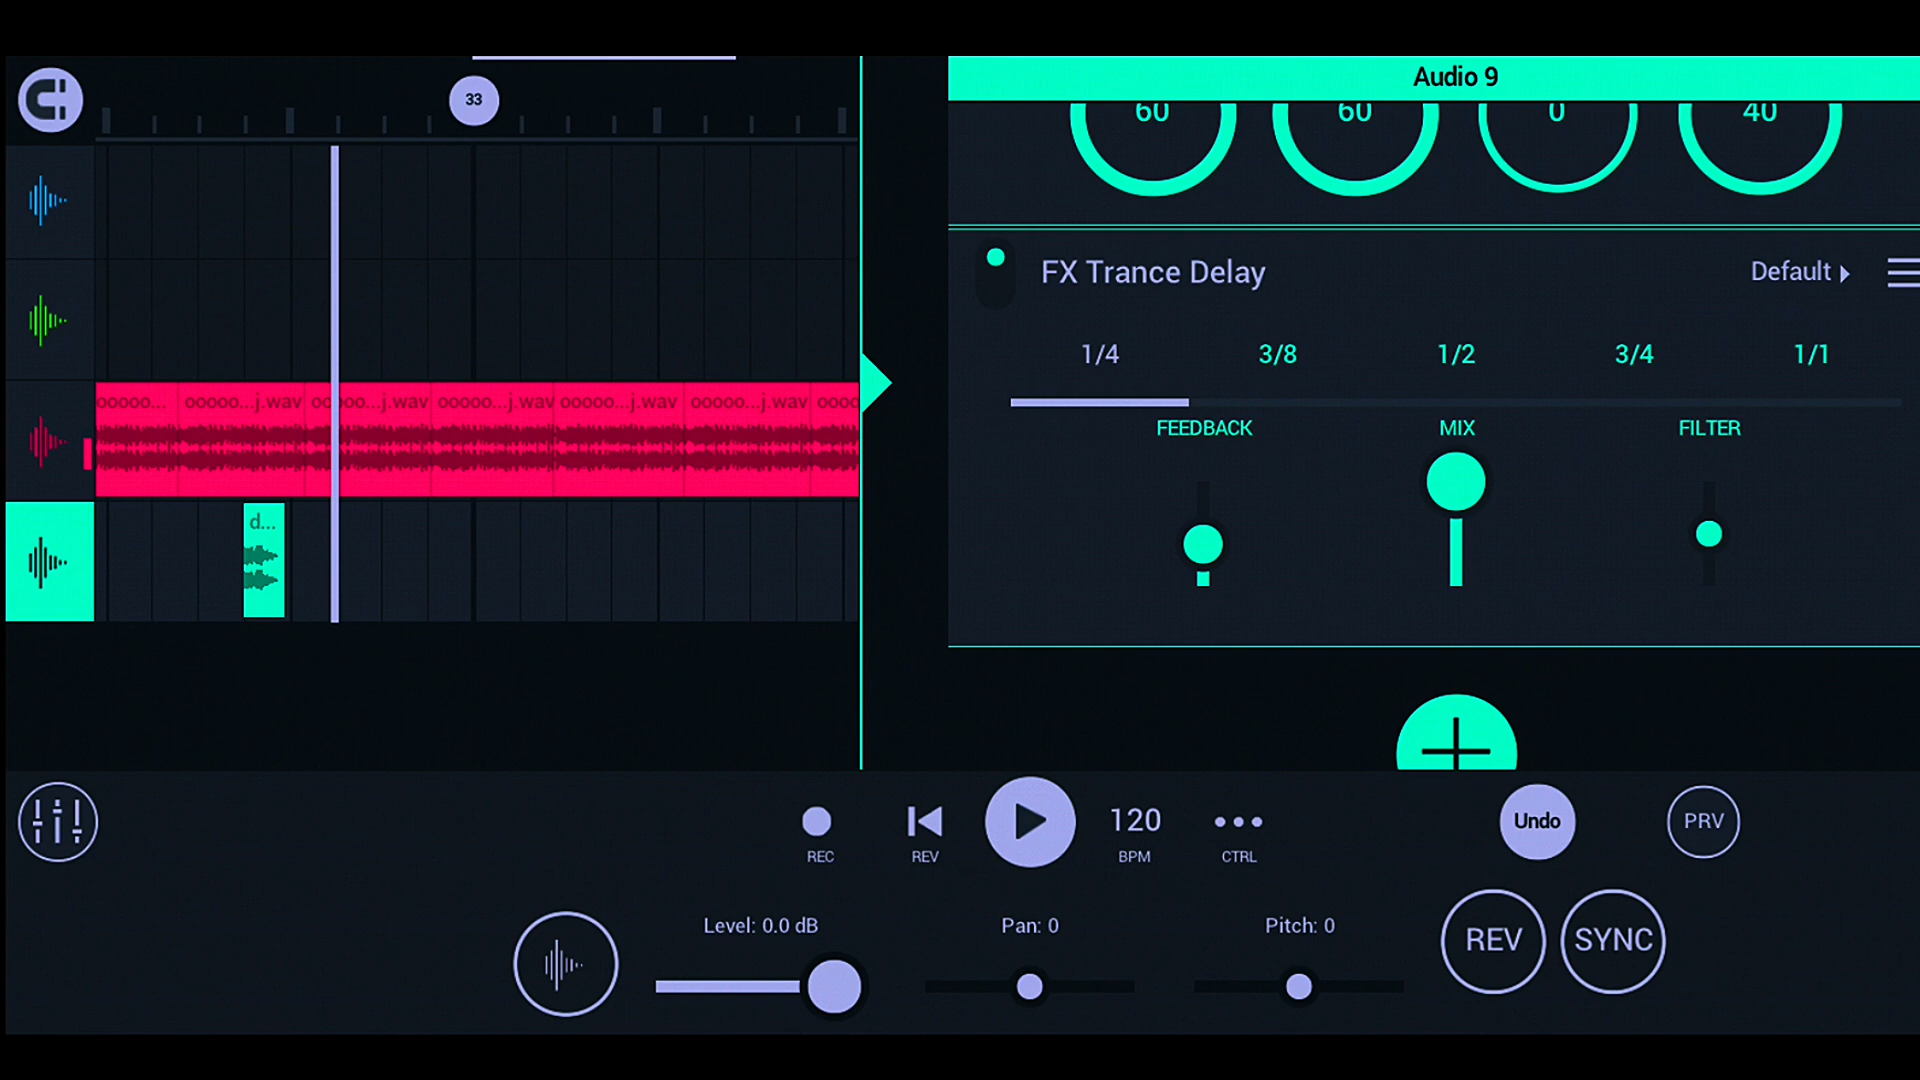 33
Audio 9
60 60 0 40
FX Trance Delay
Default
1/4 3/8 1/2 3/4 1/1
FEEDBACK MIX FILTER
ooooo... ooooo...j.wav ooooo...j.wav ooooo...j.wav ooooo...j.wav ooooo...j.wav oooo
d...
120
REC REV BPM CTRL
Undo
PRV
Level: 0.0 dB
Pan: 0
Pitch: 0
REV
SYNC